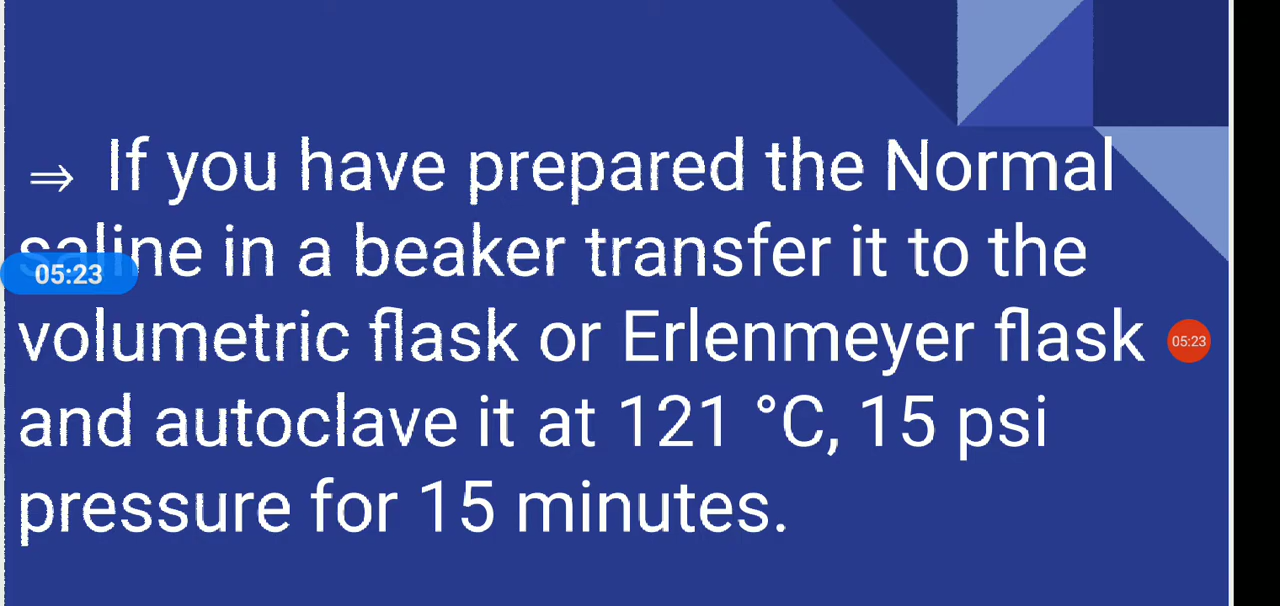 ⇒ If you have prepared the Normal
saline in a beaker transfer it to the
05:23
volumetric flask or Erlenmeyer flask
05:23
and autoclave it at 121 °C, 15 psi
pressure for 15 minutes.